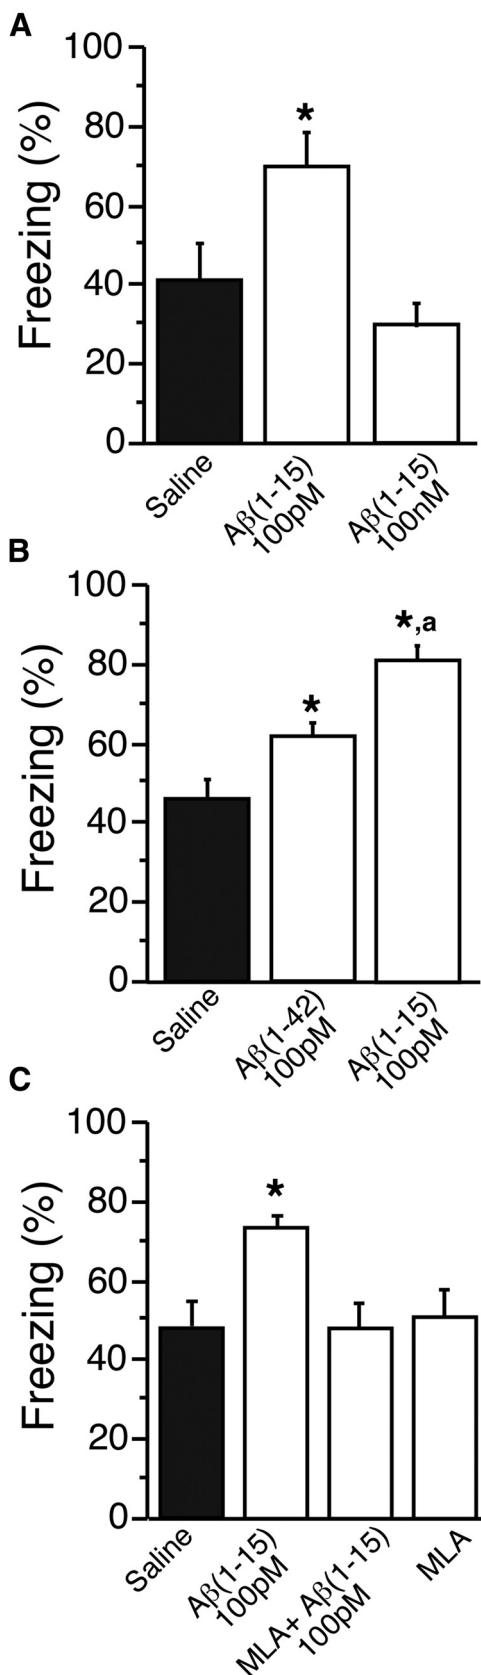 A
Freezing (%)
100
80
60
40
20
0
*
Saline
Aβ(1-15)
100pM
Aβ(1-15)
100nM
B
Freezing (%)
100
80
60
40
20
0
*
*,a
Saline
Aβ(1-42)
100pM
Aβ(1-15)
100pM
C
Freezing (%)
100
80
60
40
20
0
*
Saline
Aβ(1-15)
100pM
MLA+ Aβ(1-15)
100pM
MLA